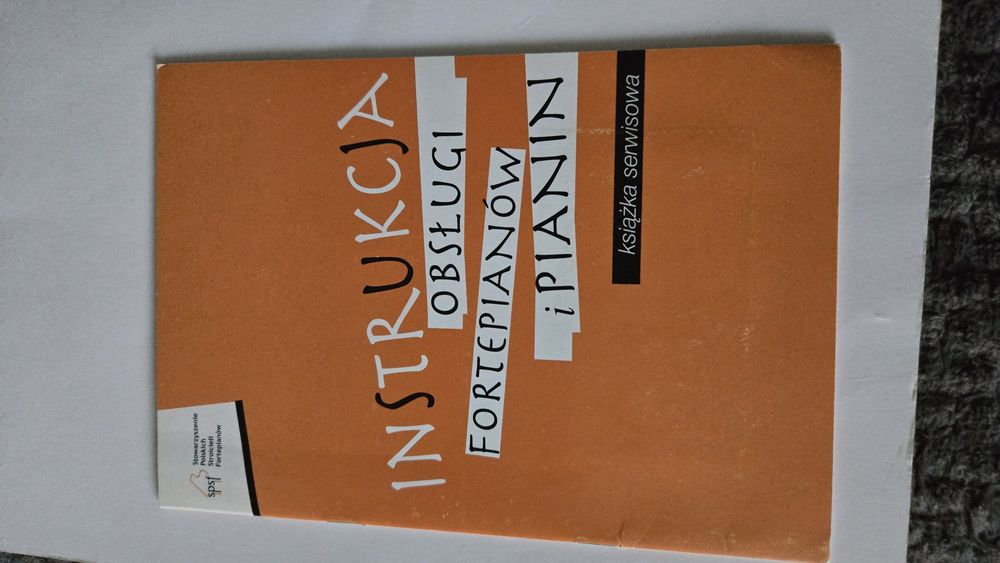 spsf
Stowarzyszenie
Polskich
Stroicieli
Fortepianów
INSTRUKCJA
OBSŁUGI
FORTEPIANÓW
i PIANIN
książka serwisowa